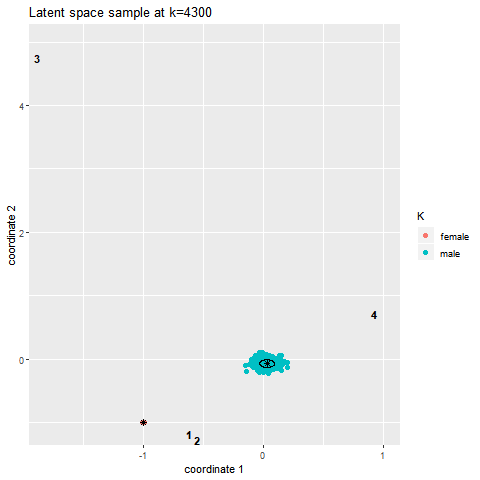 Latent space sample at k=4300
3
4
coordinate 2
2
0
4
1
2
-1
0
1
coordinate 1
K
female
male